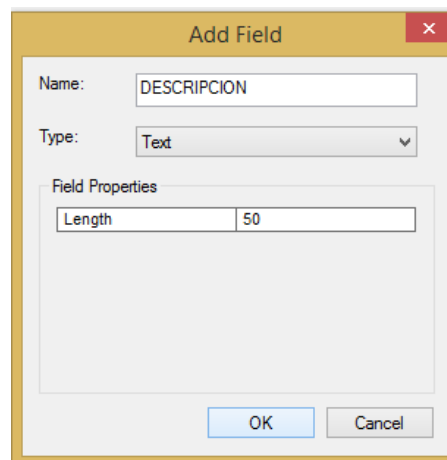 Add Field
Name: DESCRIPCION
Type: Text
Field Properties
Length 50
OK Cancel